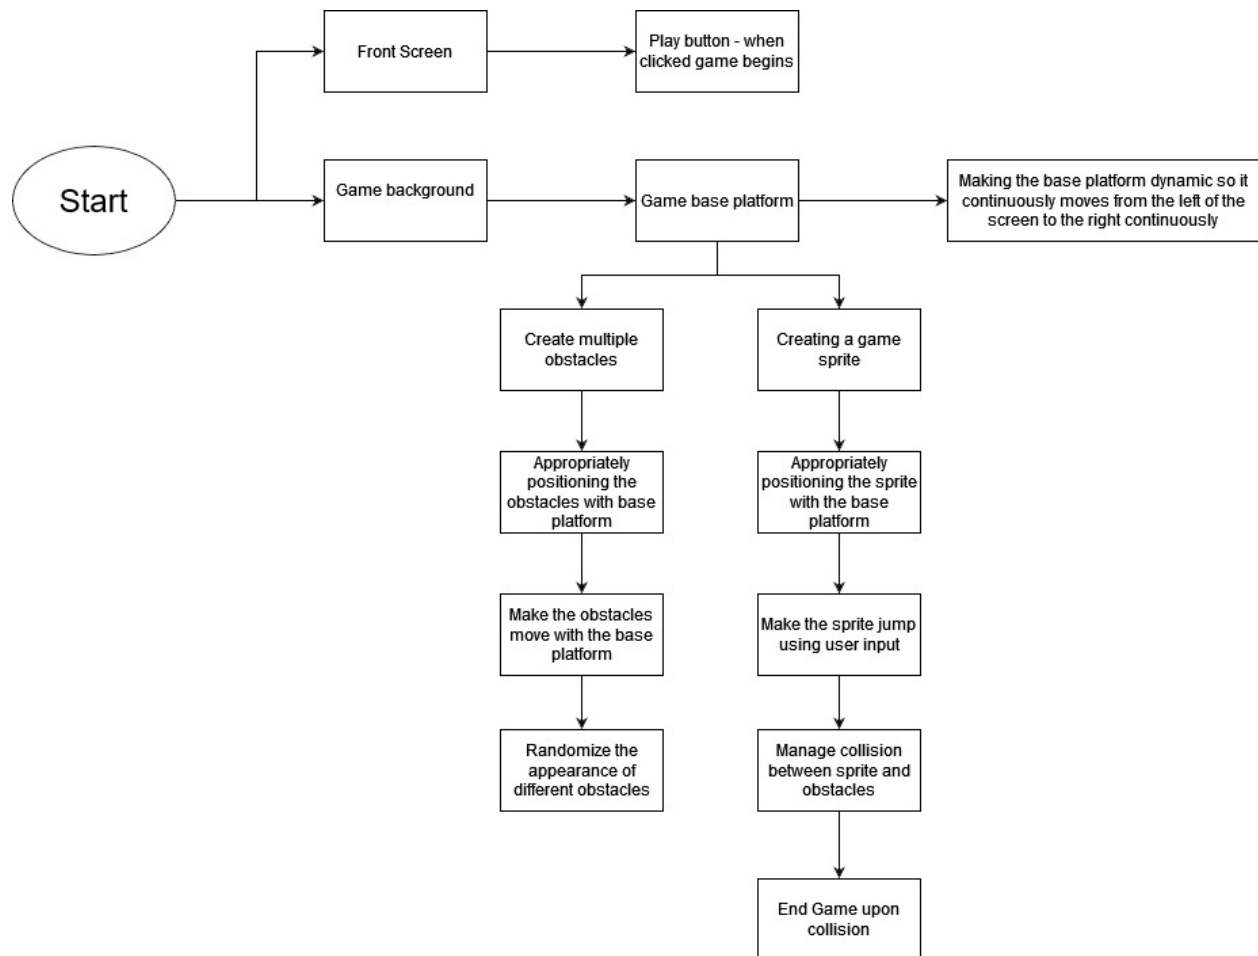 Front Screen
Play button - when
clicked game begins
Start
Game background
Game base platform
Making the base platform dynamic so it
continuously moves from the left of the
screen to the right continuously
Create multiple
obstacles
Creating a game
sprite
Appropriately
positioning the
obstacles with base
platform
Appropriately
positioning the sprite
with the base
platform
Make the obstacles
move with the base
platform
Make the sprite jump
using user input
Randomize the
appearance of
different obstacles
Manage collision
between sprite and
obstacles
End Game upon
collision